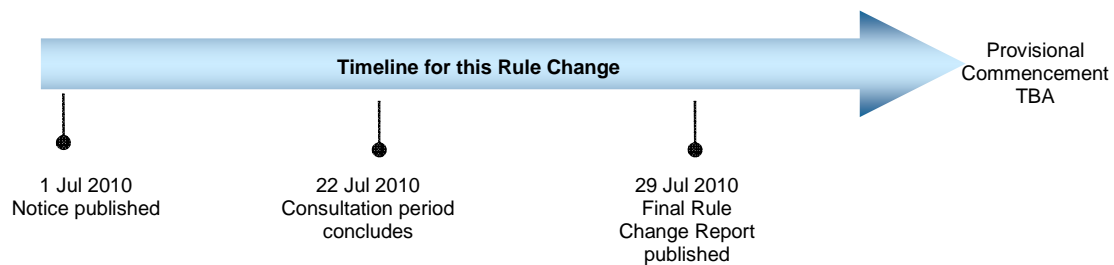 Timeline for this Rule Change
Provisional
Commencement
TBA
1 Jul 2010
Notice published
22 Jul 2010
Consultation period
concludes
29 Jul 2010
Final Rule
Change Report
published